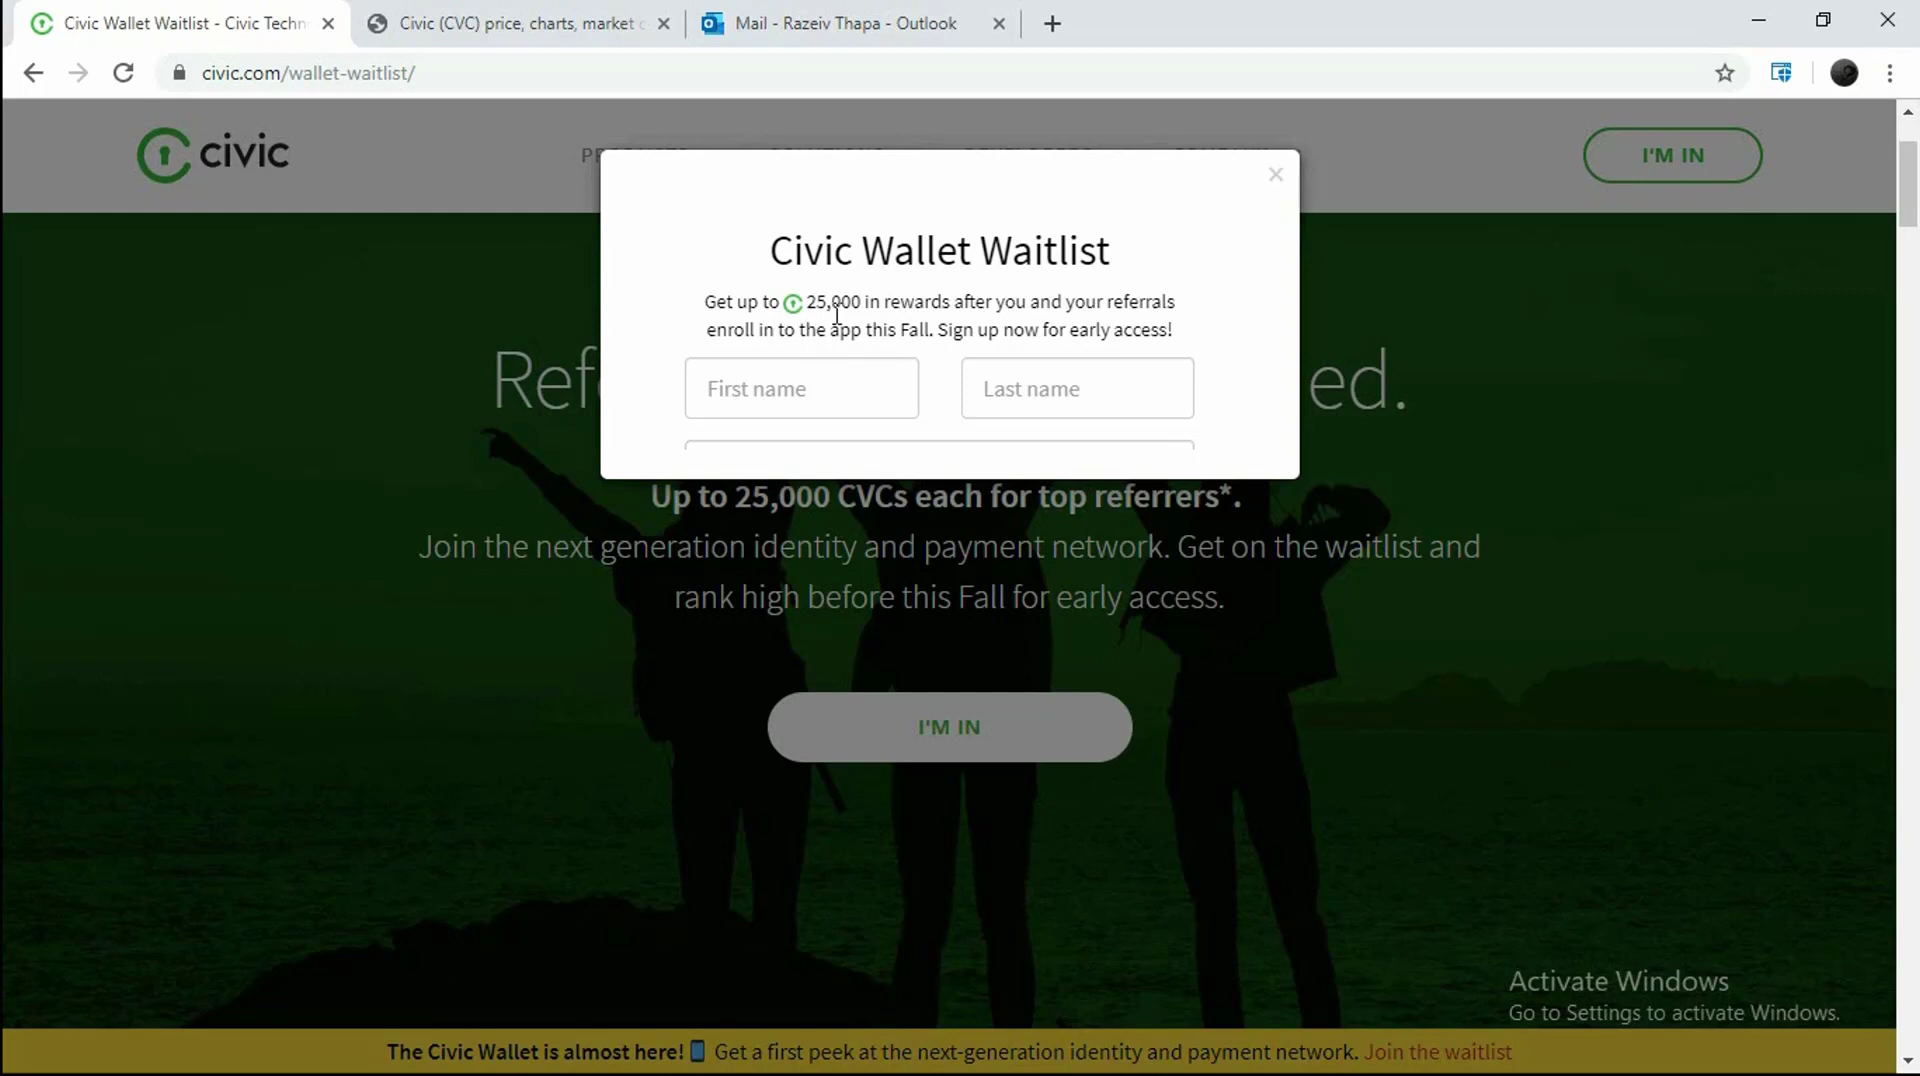 Civic Wallet Waitlist - Civic Techn
Civic (CVC) price, charts, market c
Mail - Razeiv Thapa - Outlook
civic.com/wallet-waitlist/
civic
I'M IN
Civic Wallet Waitlist
Get up to 25,000 in rewards after you and your referrals
enroll in to the app this Fall. Sign up now for early access!
First name
Last name
Ref
ed.
Up to 25,000 CVCs each for top referrers*.
Join the next generation identity and payment network. Get on the waitlist and
rank high before this Fall for early access.
I'M IN
Activate Windows
Go to Settings to activate Windows.
The Civic Wallet is almost here! Get a first peek at the next-generation identity and payment network. Join the waitlist